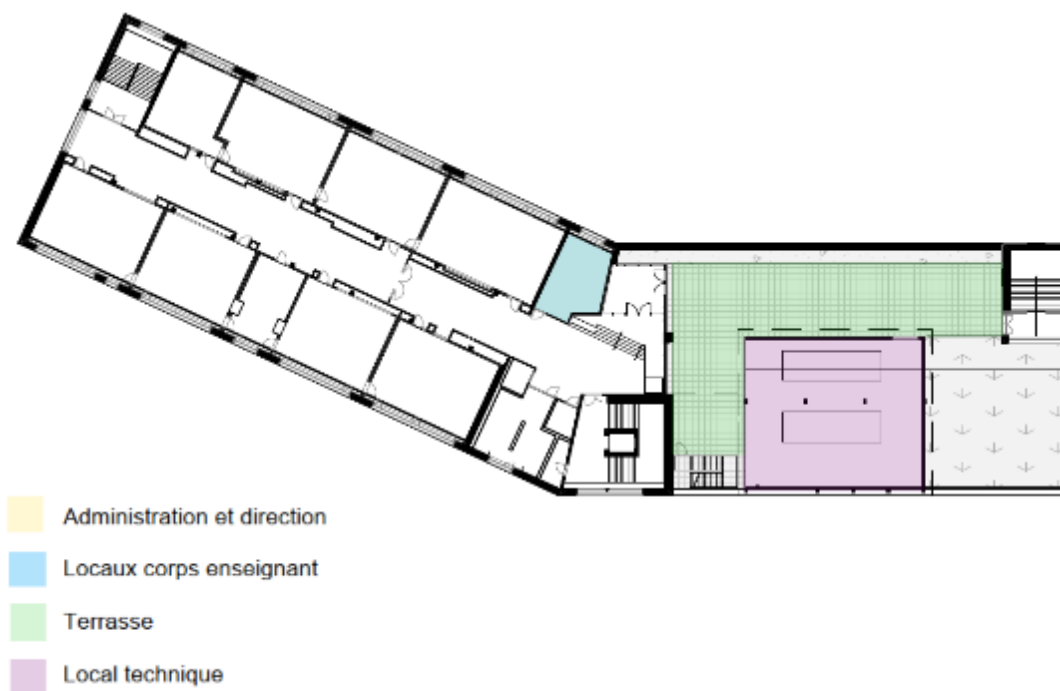 Administration et direction
Locaux corps enseignant
Terrasse
Local technique